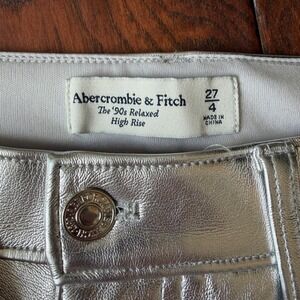 Abercrombie & Fitch
The '90s Relaxed
High Rise
27
4
MADE IN
CHINA